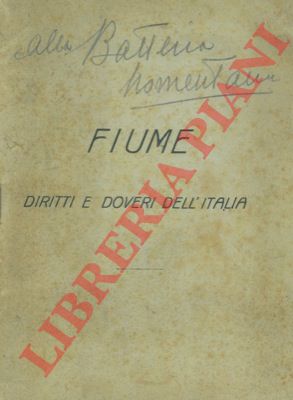 alla Batteria
Nomentana
FIUME
DIRITTI E DOVERI DELL'ITALIA
LIBRERIA PIANI